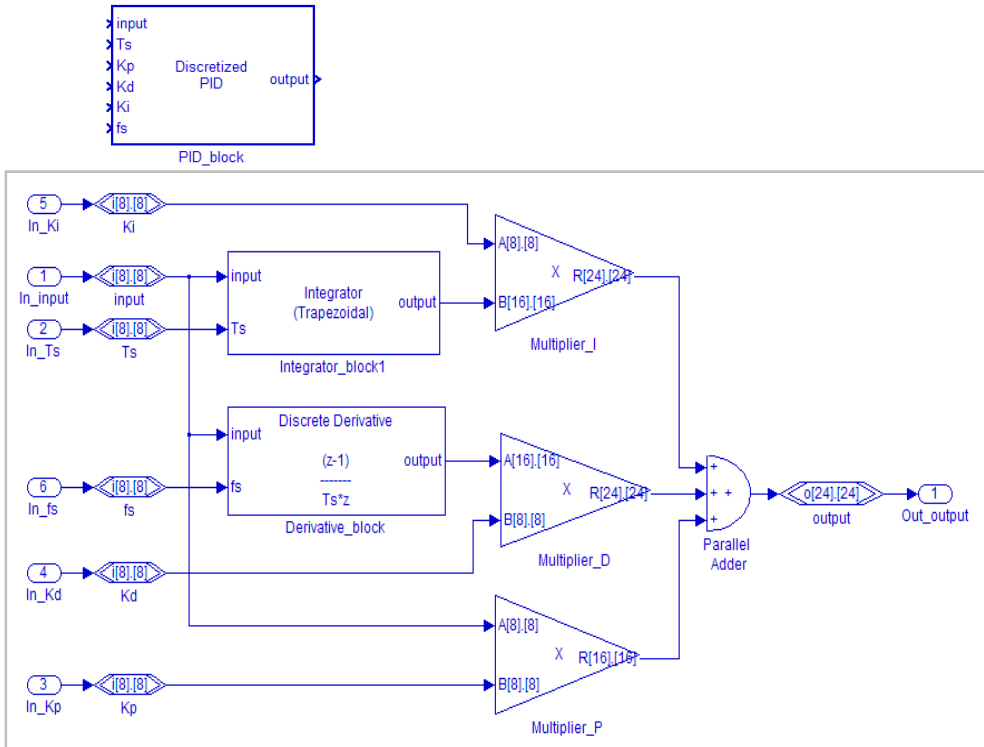 input
Ts
Kp
Kd
Ki
fs
Discretized
PID
output
PID_block
5
i[8].[8]
In_Ki
Ki
A[8].[8]
X
R[24].[24]
B[16].[16]
Multiplier_I
1
i[8].[8]
In_input
input
input
Integrator
(Trapezoidal)
output
Ts
Integrator_block1
2
i[8].[8]
In_Ts
Ts
Discrete Derivative
input
(z-1)
-------
Ts*z
output
fs
Derivative_block
A[16].[16]
X
R[24].[24]
B[8].[8]
Multiplier_D
6
i[8].[8]
In_fs
fs
+
+ +
+
Parallel
Adder
o[24].[24]
output
1
Out_output
4
i[8].[8]
In_Kd
Kd
A[8].[8]
X
R[16].[16]
B[8].[8]
Multiplier_P
3
i[8].[8]
In_Kp
Kp